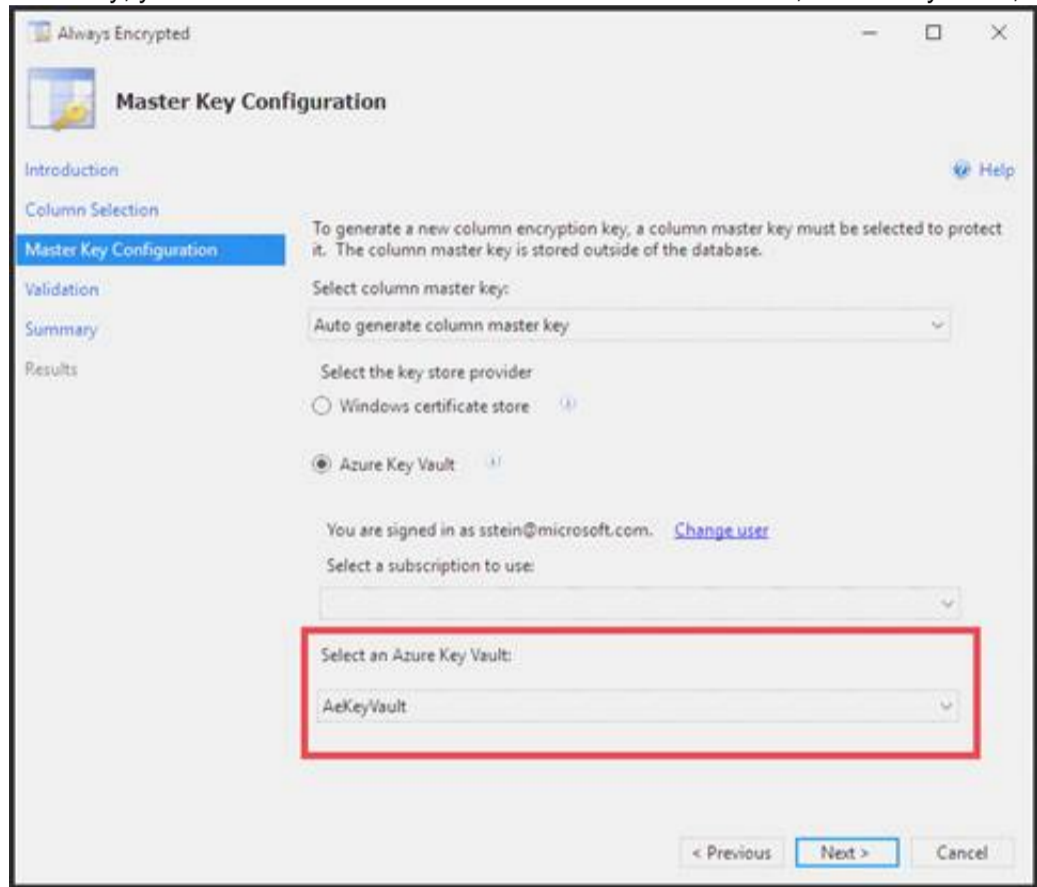 Always Encrypted
Master Key Configuration
Introduction
Help
Column Selection
Master Key Configuration
Validation
Summary
Results
To generate a new column encryption key, a column master key must be selected to protect
it. The column master key is stored outside of the database.
Select column master key:
Auto generate column master key
Select the key store provider
Windows certificate store
Azure Key Vault
You are signed in as sstein@microsoft.com. Change user
Select a subscription to use:
Select an Azure Key Vault:
AeKeyVault
< Previous Next > Cancel